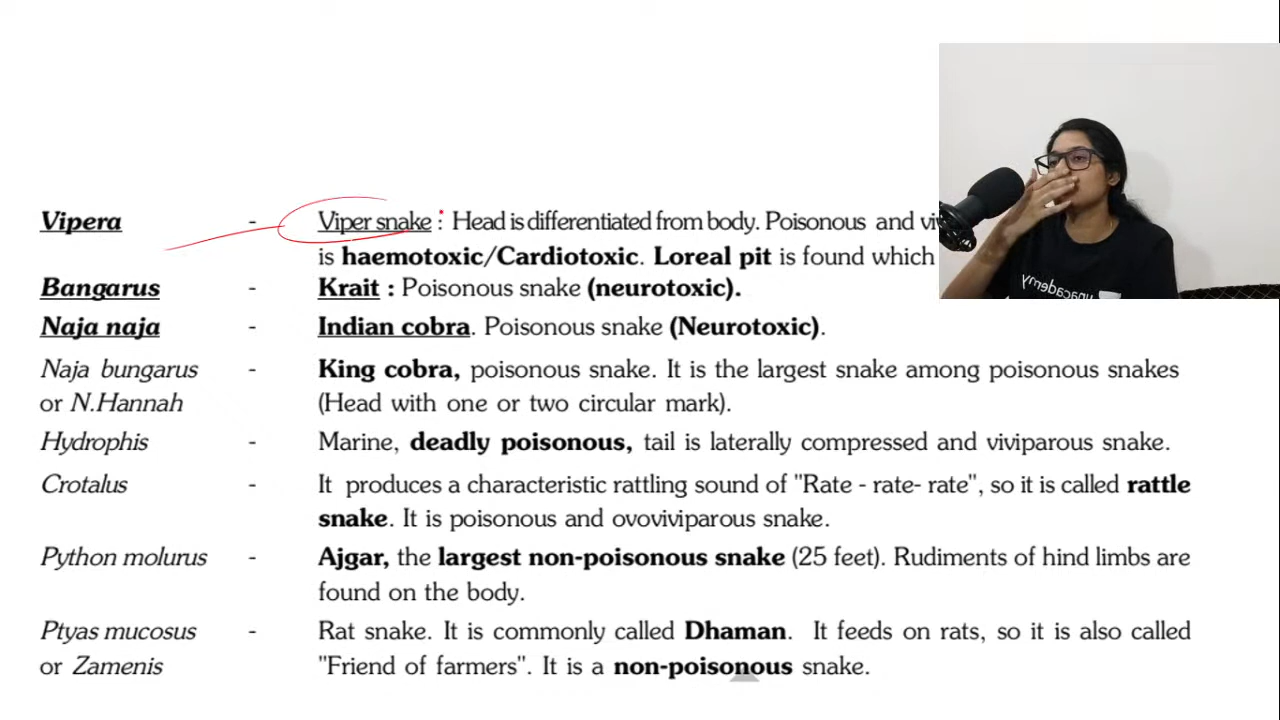 Vipera - Viper snake : Head is differentiated from body. Poisonous and
is haemotoxic/Cardiotoxic. Loreal pit is found which
Bangarus - Krait : Poisonous snake (neurotoxic).
Naja naja - Indian cobra. Poisonous snake (Neurotoxic).
Naja bungarus - King cobra, poisonous snake. It is the largest snake among poisonous snakes
or N.Hannah (Head with one or two circular mark).
Hydrophis - Marine, deadly poisonous, tail is laterally compressed and viviparous snake.
Crotalus - It produces a characteristic rattling sound of "Rate - rate- rate", so it is called rattle
snake. It is poisonous and ovoviviparous snake.
Python molurus - Ajgar, the largest non-poisonous snake (25 feet). Rudiments of hind limbs are
found on the body.
Ptyas mucosus - Rat snake. It is commonly called Dhaman. It feeds on rats, so it is also called
or Zamenis "Friend of farmers". It is a non-poisonous snake.